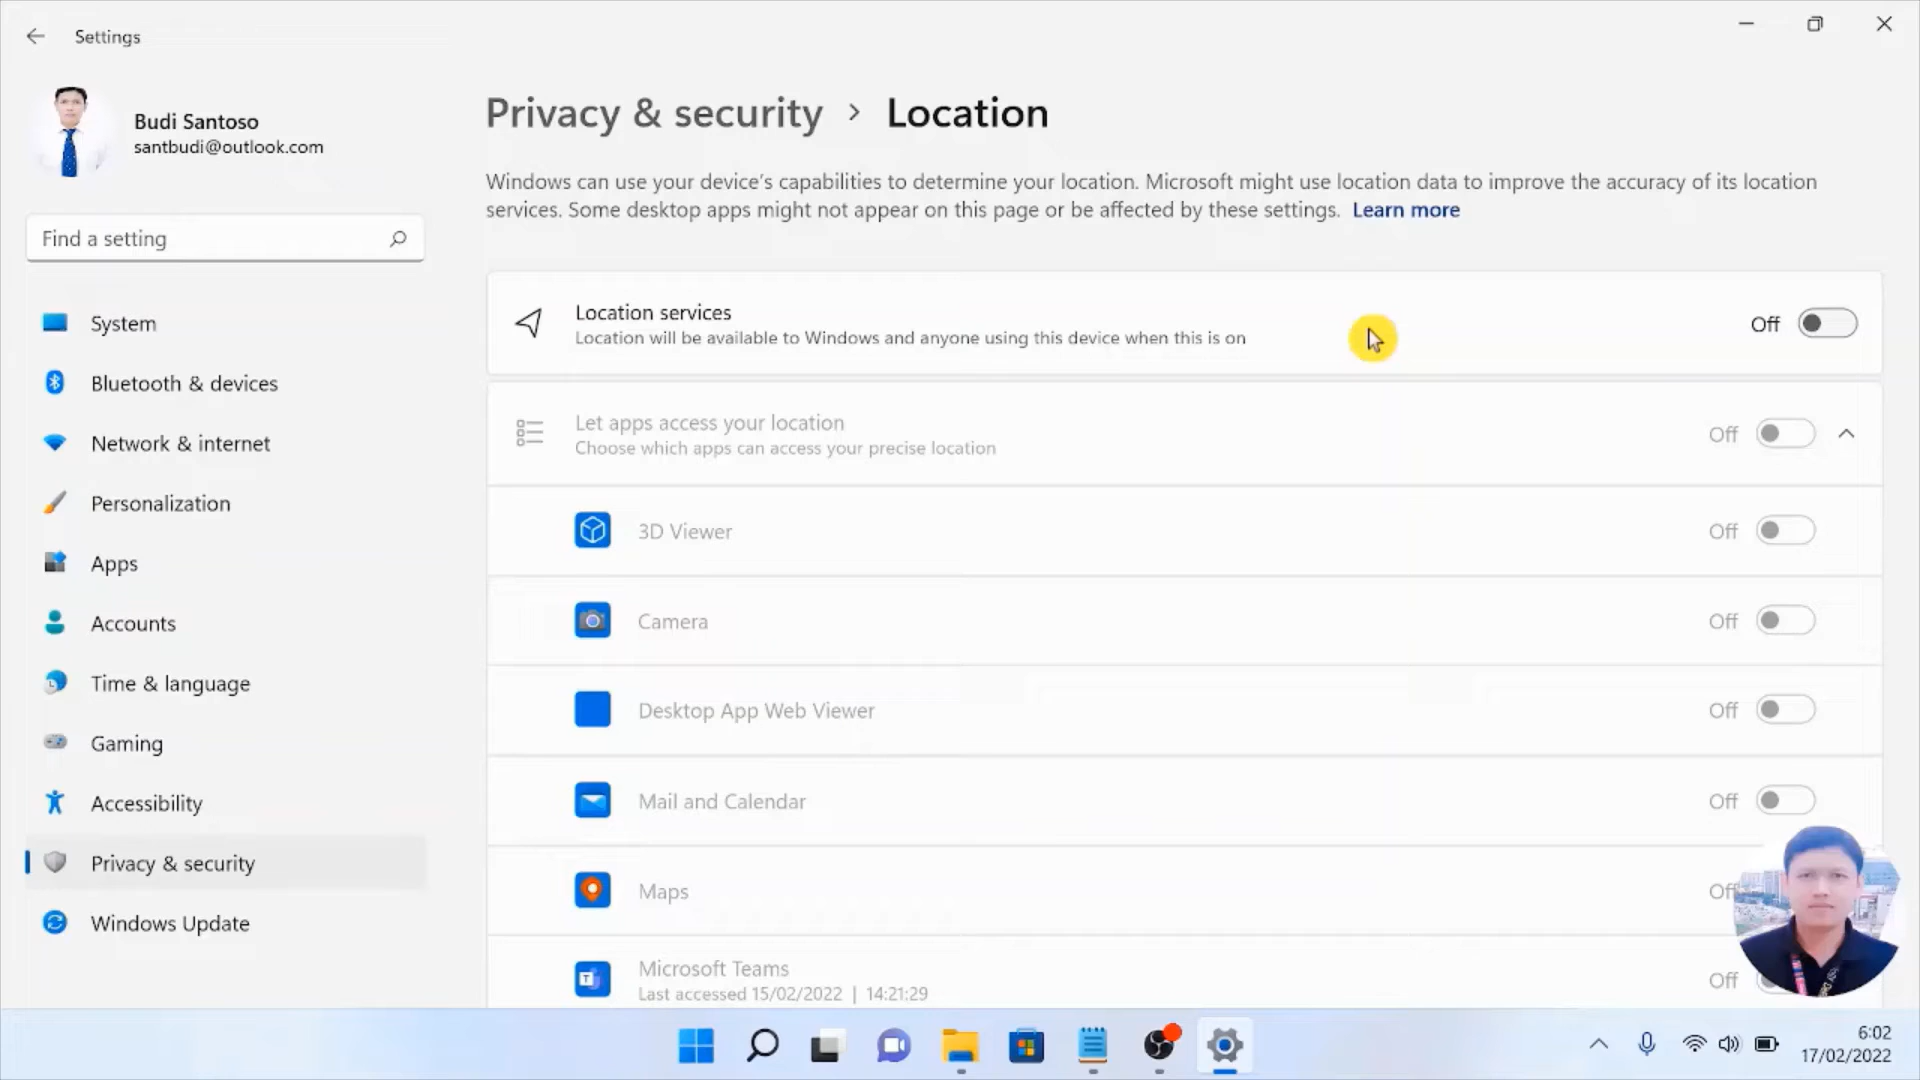 Settings
Budi Santoso
santbudi@outlook.com
Find a setting
System
Bluetooth & devices
Network & internet
Personalization
Apps
Accounts
Time & language
Gaming
Accessibility
Privacy & security
Windows Update
Privacy & security > Location
Windows can use your device's capabilities to determine your location. Microsoft might use location data to improve the accuracy of its location
services. Some desktop apps might not appear on this page or be affected by these settings. Learn more
Location services
Location will be available to Windows and anyone using this device when this is on
Off
Let apps access your location
Choose which apps can access your precise location
Off
3D Viewer
Off
Camera
Off
Desktop App Web Viewer
Off
Mail and Calendar
Off
Maps
Off
Microsoft Teams
Last accessed 15/02/2022 | 14:21:29
Off
6:02
17/02/2022